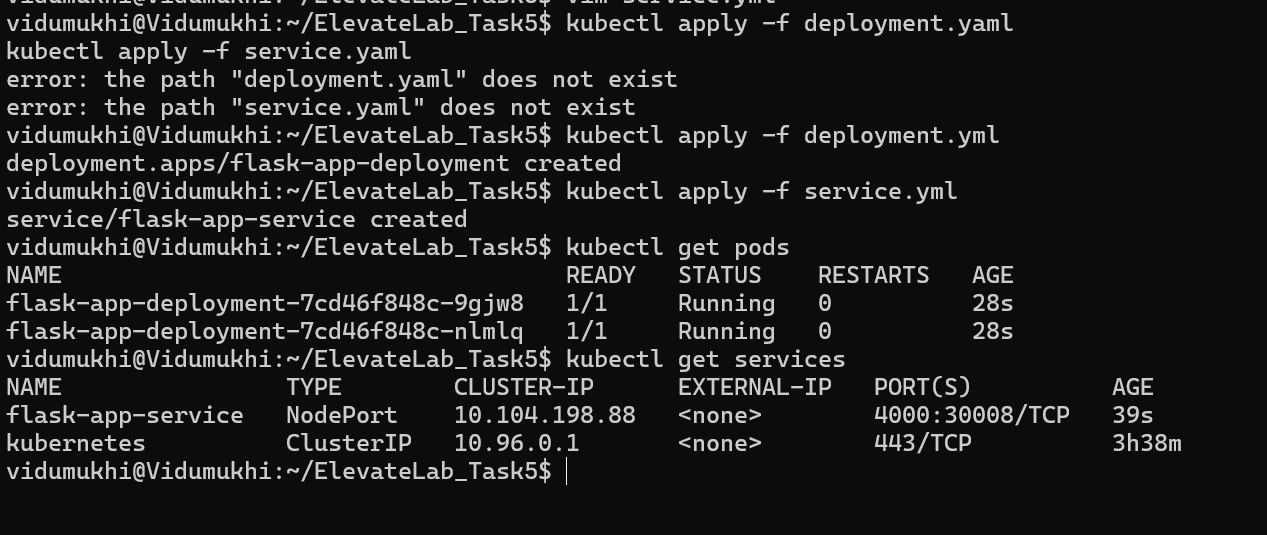 vidumukhi@Vidumukhi:~/ElevateLab_Task5$ vim service.yml
vidumukhi@Vidumukhi:~/ElevateLab_Task5$ kubectl apply -f deployment.yaml
kubectl apply -f service.yaml
error: the path "deployment.yaml" does not exist
error: the path "service.yaml" does not exist
vidumukhi@Vidumukhi:~/ElevateLab_Task5$ kubectl apply -f deployment.yml
deployment.apps/flask-app-deployment created
vidumukhi@Vidumukhi:~/ElevateLab_Task5$ kubectl apply -f service.yml
service/flask-app-service created
vidumukhi@Vidumukhi:~/ElevateLab_Task5$ kubectl get pods
NAME READY STATUS RESTARTS AGE
flask-app-deployment-7cd46f848c-9gjw8 1/1 Running 0 28s
flask-app-deployment-7cd46f848c-nlmlq 1/1 Running 0 28s
vidumukhi@Vidumukhi:~/ElevateLab_Task5$ kubectl get services
NAME TYPE CLUSTER-IP EXTERNAL-IP PORT(S) AGE
flask-app-service NodePort 10.104.198.88 <none> 4000:30008/TCP 39s
kubernetes ClusterIP 10.96.0.1 <none> 443/TCP 3h38m
vidumukhi@Vidumukhi:~/ElevateLab_Task5$